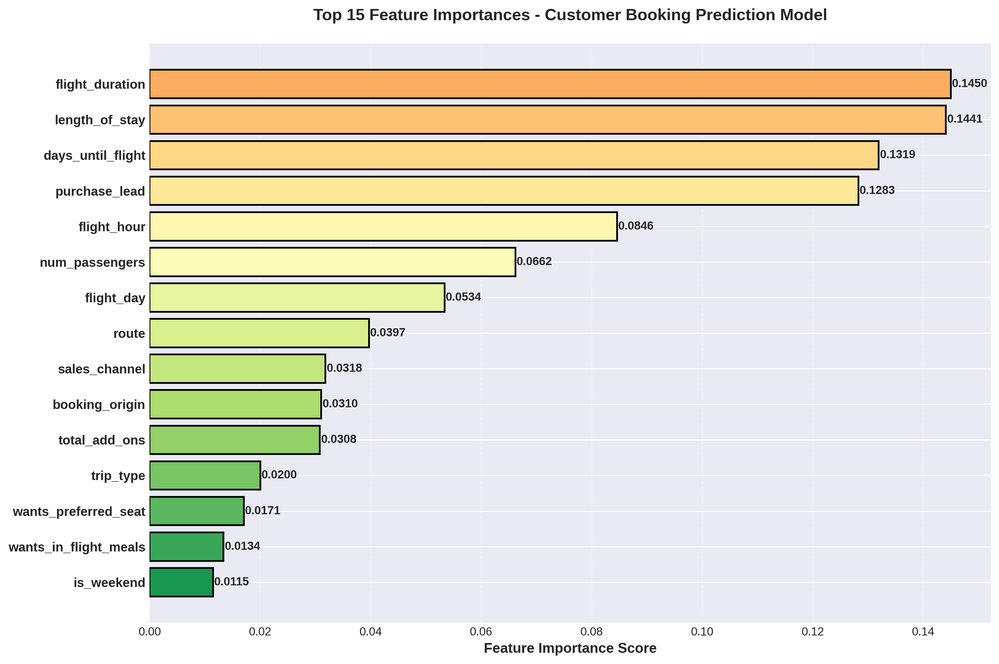 Top 15 Feature Importances - Customer Booking Prediction Model
flight_duration 0.1450
length_of_stay 0.1441
days_until_flight 0.1319
purchase_lead 0.1283
flight_hour 0.0846
num_passengers 0.0662
flight_day 0.0534
route 0.0397
sales_channel 0.0318
booking_origin 0.0310
total_add_ons 0.0308
trip_type 0.0200
wants_preferred_seat 0.0171
wants_in_flight_meals 0.0134
is_weekend 0.0115
0.00 0.02 0.04 0.06 0.08 0.10 0.12 0.14
Feature Importance Score